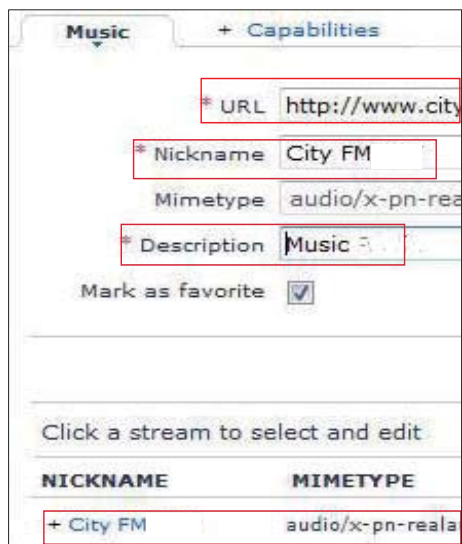 Music + Capabilities
* URL http://www.city
* Nickname City FM
Mimetype audio/x-pn-rea
* Description Music
Mark as favorite
Click a stream to select and edit
NICKNAME MIMETYPE
+ City FM audio/x-pn-reala